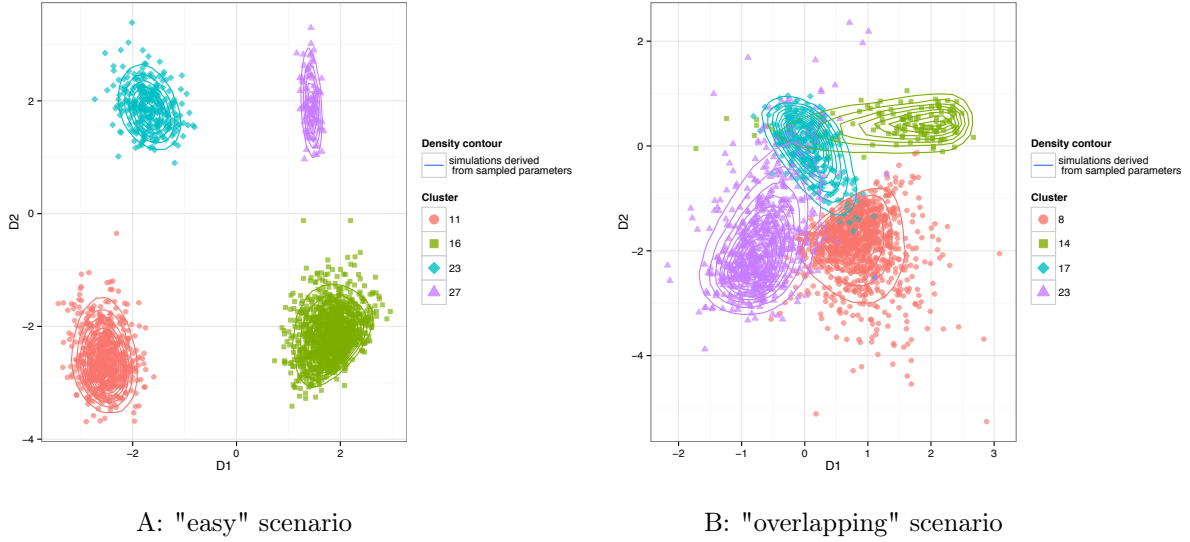 2
0
−2
−4
D2
−2
0
2
D1
Density contour
simulations derived
from sampled parameters
Cluster
11
16
23
27
A: "easy" scenario
2
0
−2
−4
D2
−2
−1
0
1
2
3
D1
Density contour
simulations derived
from sampled parameters
Cluster
8
14
17
23
B: "overlapping" scenario